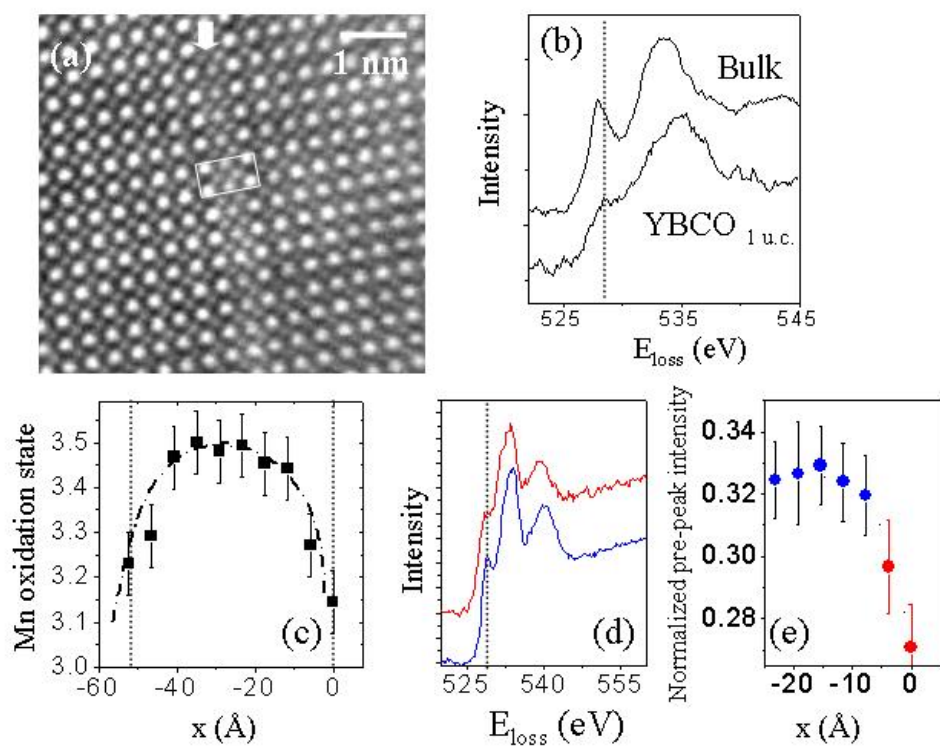 (a)
1 nm
(b)
Bulk
YBCO 1 u.c.
Intensity
525
535
545
E_loss (eV)
Mn oxidation state
3.5
3.4
3.3
3.2
3.1
3.0
(c)
-60
-40
-20
0
x (Å)
Intensity
(d)
525
540
555
E_loss (eV)
Normalized pre-peak intensity
0.34
0.32
0.30
0.28
(e)
-20
-10
0
x (Å)